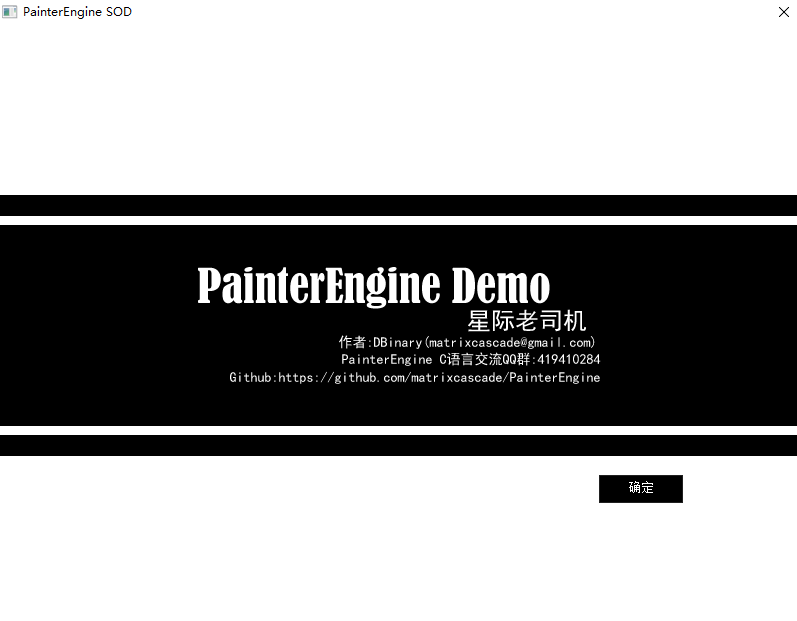 PainterEngine SOD
PainterEngine Demo
星际老司机
作者:DBinary(matrixcascade@gmail.com)
PainterEngine C语言交流QQ群:419410284
Github:https://github.com/matrixcascade/PainterEngine
确定